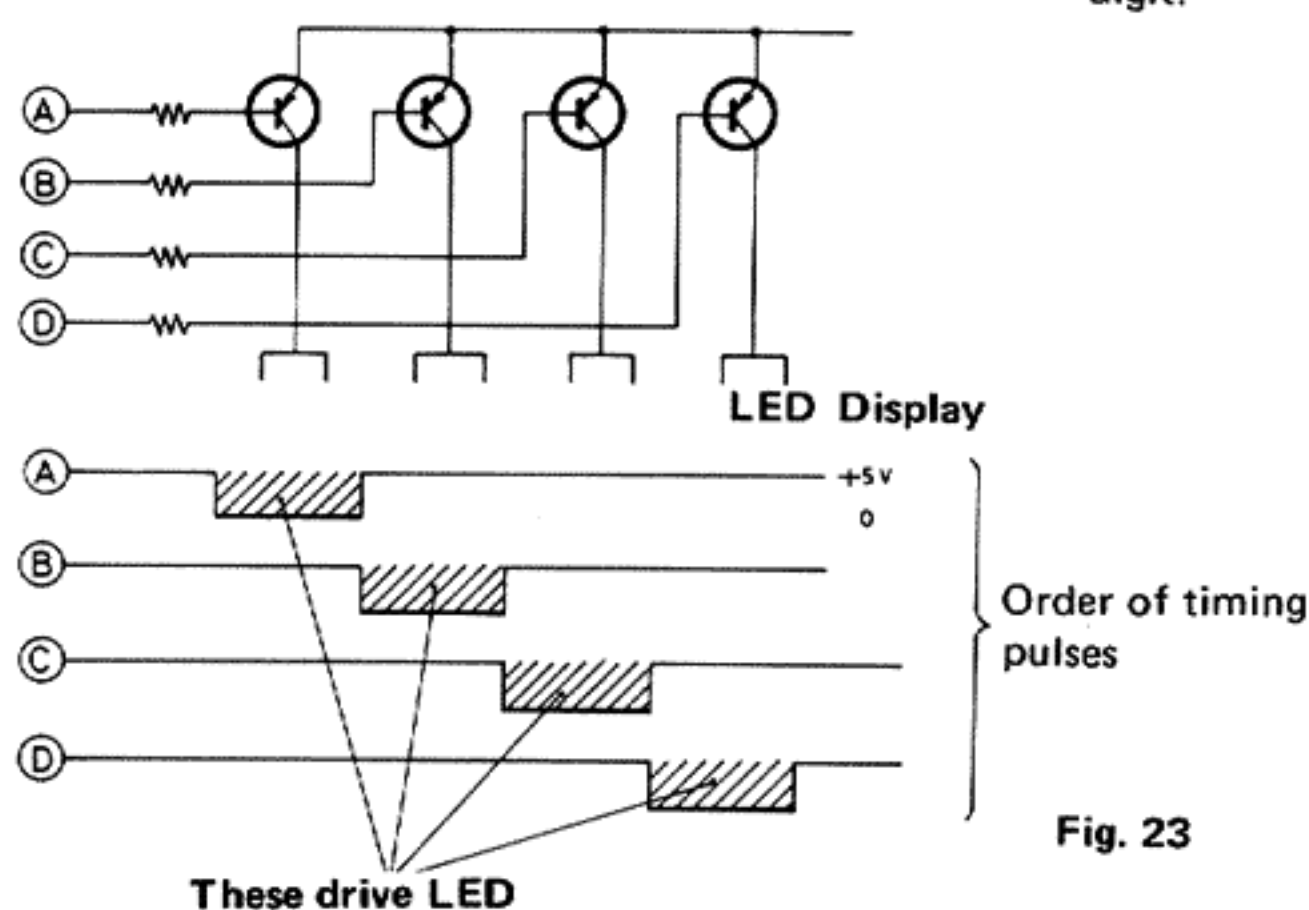 digit.
A
B
C
D
LED Display
A
+5V
0
B
C
D
Order of timing
pulses
Fig. 23
These drive LED